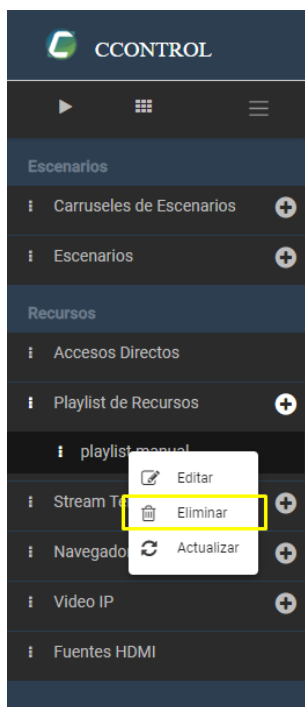 CCONTROL
Escenarios
Carruseles de Escenarios
Escenarios
Recursos
Accesos Directos
Playlist de Recursos
playlist manual
Editar
Stream Te
Eliminar
Navegado
Actualizar
Video IP
Fuentes HDMI